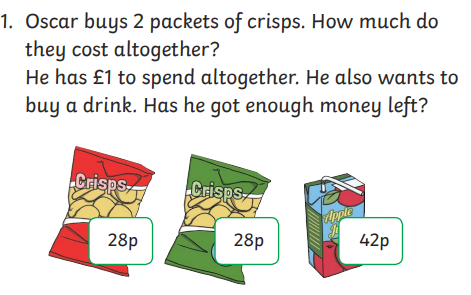 1. Oscar buys 2 packets of crisps. How much do
they cost altogether?
He has £1 to spend altogether. He also wants to
buy a drink. Has he got enough money left?
Crisps
Crisps
Apple
28p
28p
42p